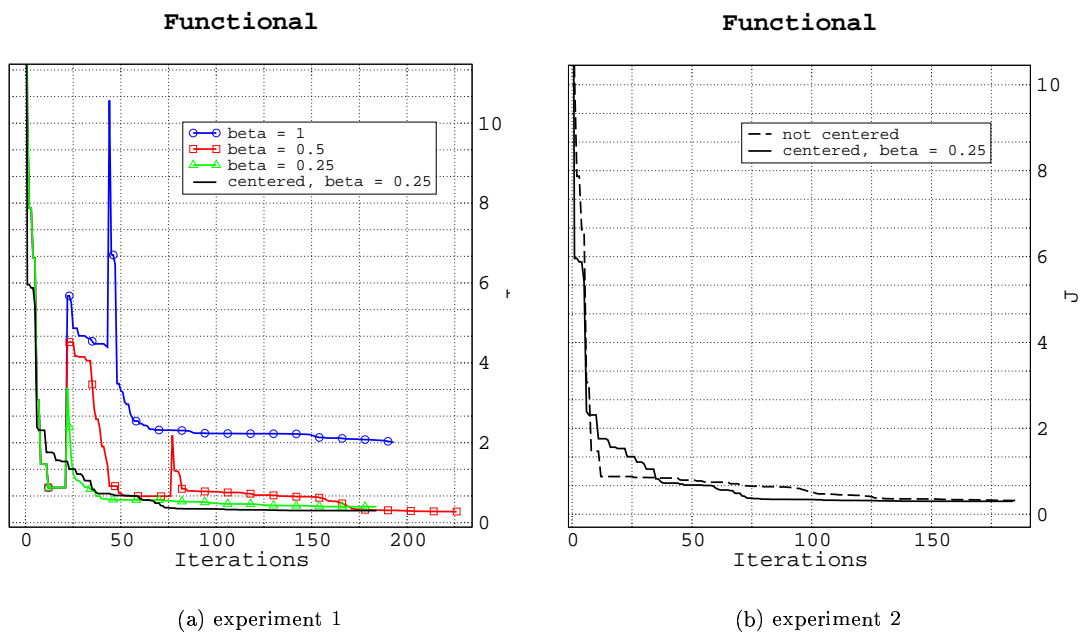 Functional
10
8
6
4
2
0
0 50 100 150 200
Iterations
beta = 1
beta = 0.5
beta = 0.25
centered, beta = 0.25
(a) experiment 1
Functional
10
8
6
4
2
0
J
0 50 100 150
Iterations
not centered
centered, beta = 0.25
(b) experiment 2